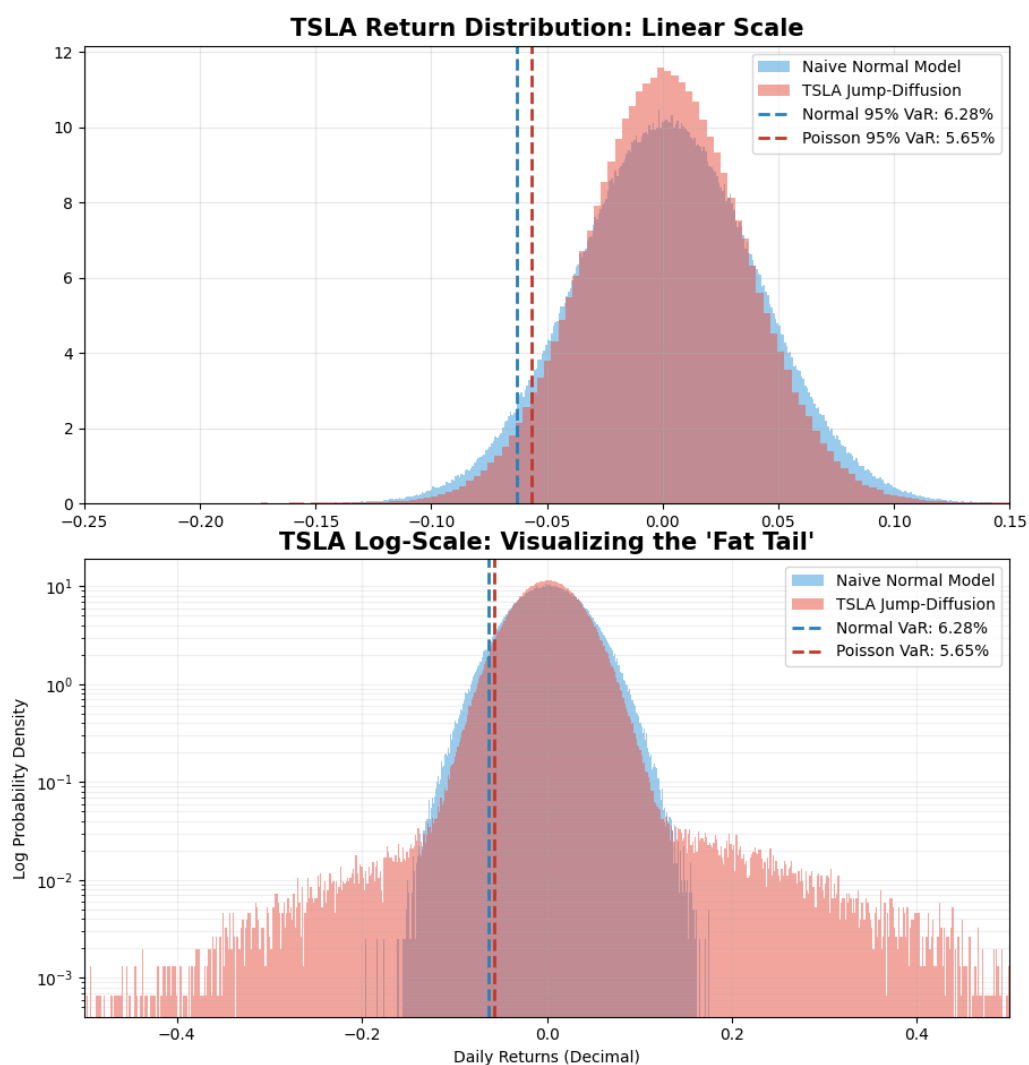 TSLA Return Distribution: Linear Scale
12
10
8
6
4
2
0
Naive Normal Model
TSLA Jump-Diffusion
Normal 95% VaR: 6.28%
Poisson 95% VaR: 5.65%
−0.25 −0.20 −0.15 −0.10 −0.05 0.00 0.05 0.10 0.15
TSLA Log-Scale: Visualizing the 'Fat Tail'
Log Probability Density
10¹
10⁰
10⁻¹
10⁻²
10⁻³
Naive Normal Model
TSLA Jump-Diffusion
Normal VaR: 6.28%
Poisson VaR: 5.65%
−0.4 −0.2 0.0 0.2 0.4
Daily Returns (Decimal)